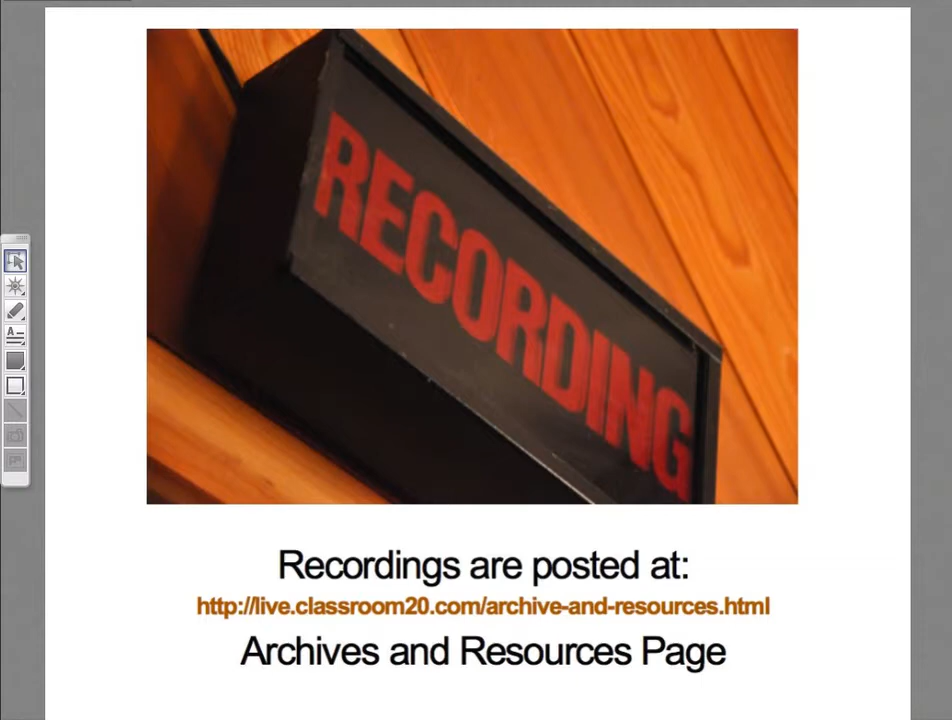 RECORDING
Recordings are posted at:
http://live.classroom20.com/archive-and-resources.html
Archives and Resources Page